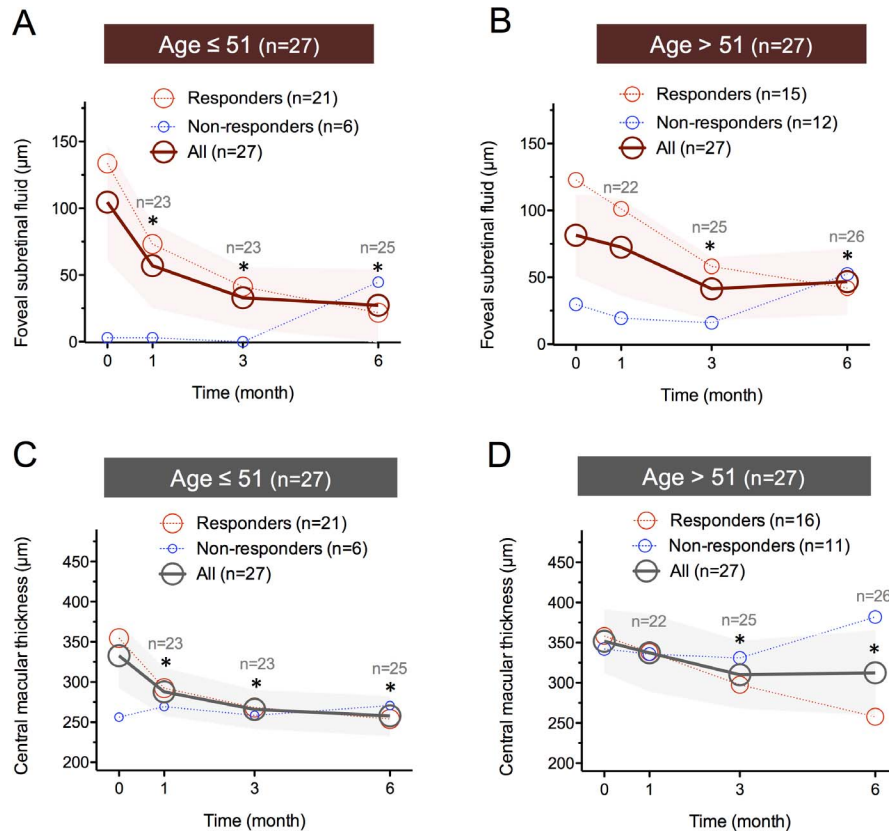 A
Age ≤ 51 (n=27)
Responders (n=21)
Non-responders (n=6)
All (n=27)
Foveal subretinal fluid (μm)
150
100
50
0
n=23
*
n=23
*
n=25
*
0
1
3
6
Time (month)
B
Age > 51 (n=27)
Responders (n=15)
Non-responders (n=12)
All (n=27)
Foveal subretinal fluid (μm)
150
100
50
0
n=22
n=25
*
n=26
*
0
1
3
6
Time (month)
C
Age ≤ 51 (n=27)
Responders (n=21)
Non-responders (n=6)
All (n=27)
Central macular thickness (μm)
450
400
350
300
250
200
n=23
*
n=23
*
n=25
*
0
1
3
6
Time (month)
D
Age > 51 (n=27)
Responders (n=16)
Non-responders (n=11)
All (n=27)
Central macular thickness (μm)
450
400
350
300
250
200
n=22
n=25
*
n=26
*
0
1
3
6
Time (month)